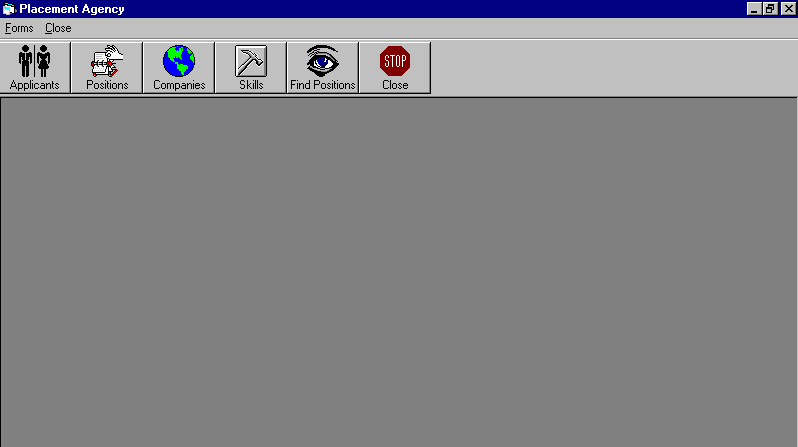 Placement Agency
Forms Close
Applicants Positions Companies Skills Find Positions STOP Close